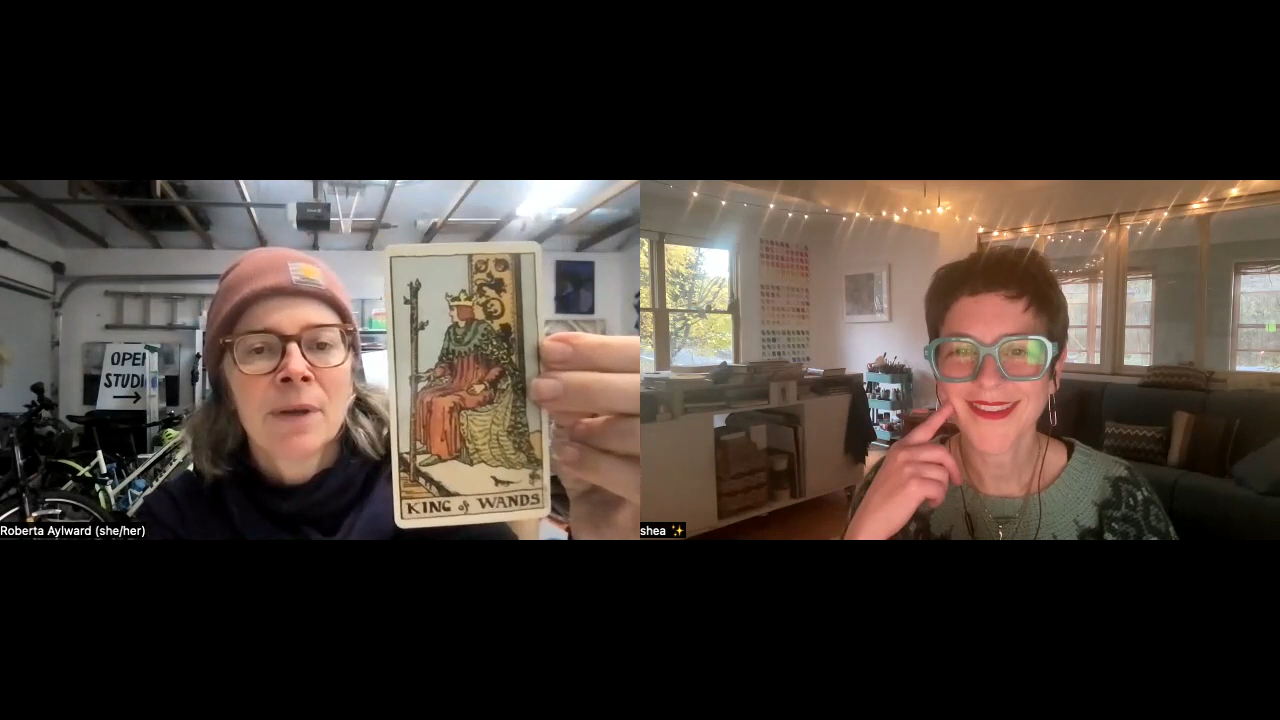 OPEN
STUDI
KING of WANDS
Roberta Aylward (she/her)
shea ✨